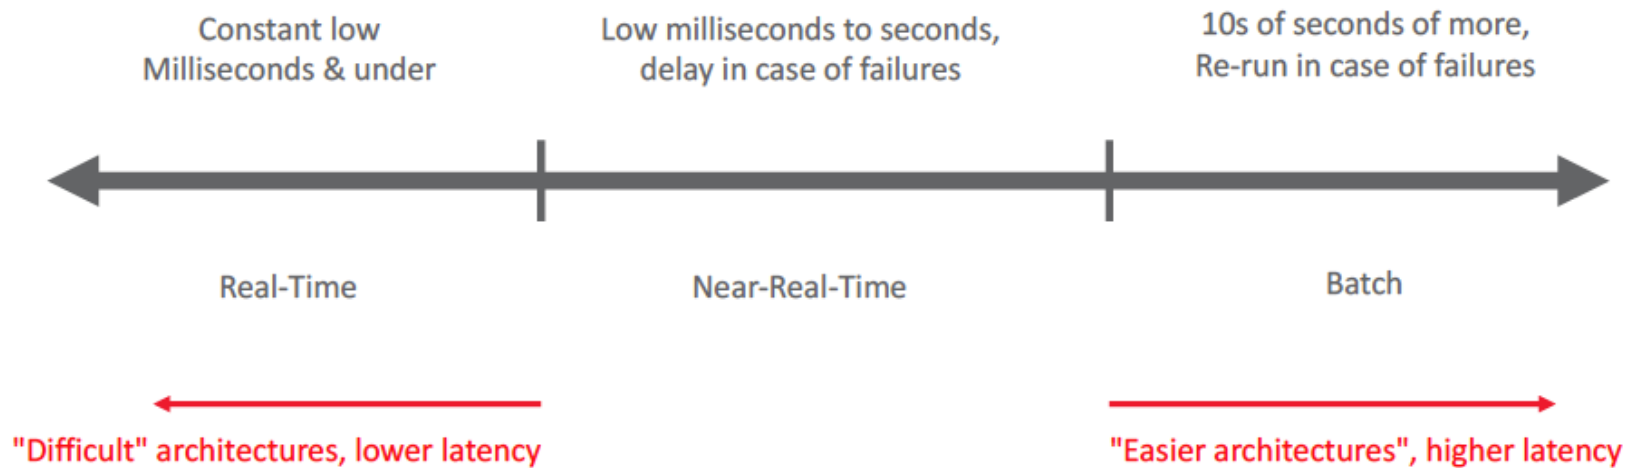 Constant low
Milliseconds & under
Low milliseconds to seconds,
delay in case of failures
10s of seconds of more,
Re-run in case of failures
Real-Time
Near-Real-Time
Batch
"Difficult" architectures, lower latency
"Easier architectures", higher latency